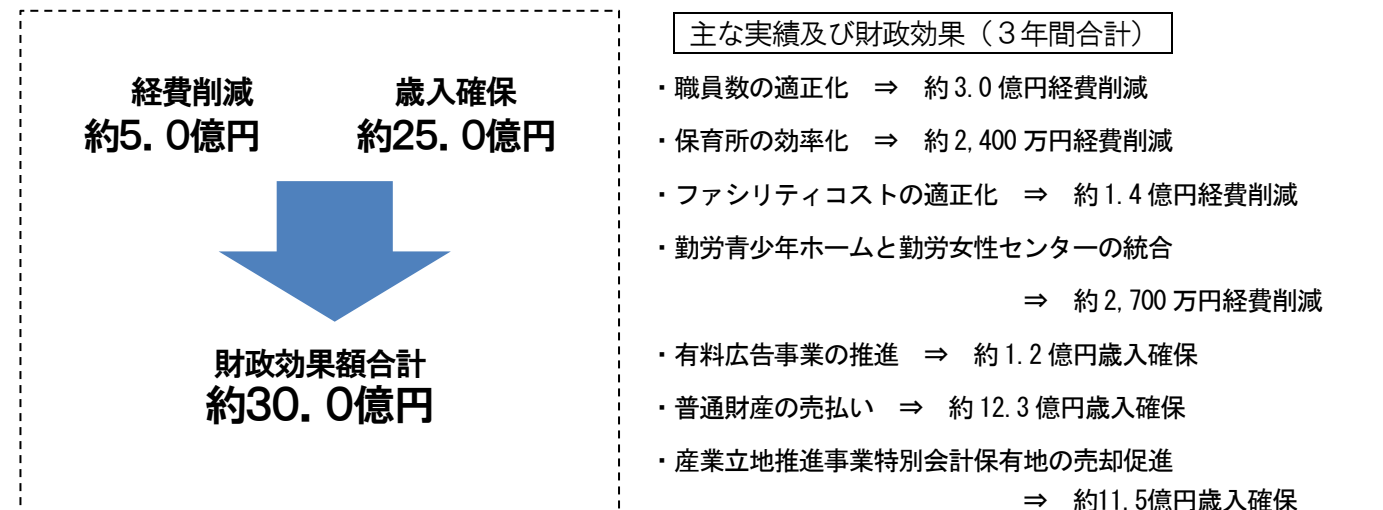 経費削減
約5.0億円
歳入確保
約25.0億円
財政効果額合計
約30.0億円
主な実績及び財政効果（３年間合計）
・職員数の適正化 ⇒ 約3.0億円経費削減
・保育所の効率化 ⇒ 約2,400万円経費削減
・ファシリティコストの適正化 ⇒ 約1.4億円経費削減
・勤労青少年ホームと勤労女性センターの統合
⇒ 約2,700万円経費削減
・有料広告事業の推進 ⇒ 約1.2億円歳入確保
・普通財産の売払い ⇒ 約12.3億円歳入確保
・産業立地推進事業特別会計保有地の売却促進
⇒ 約11.5億円歳入確保